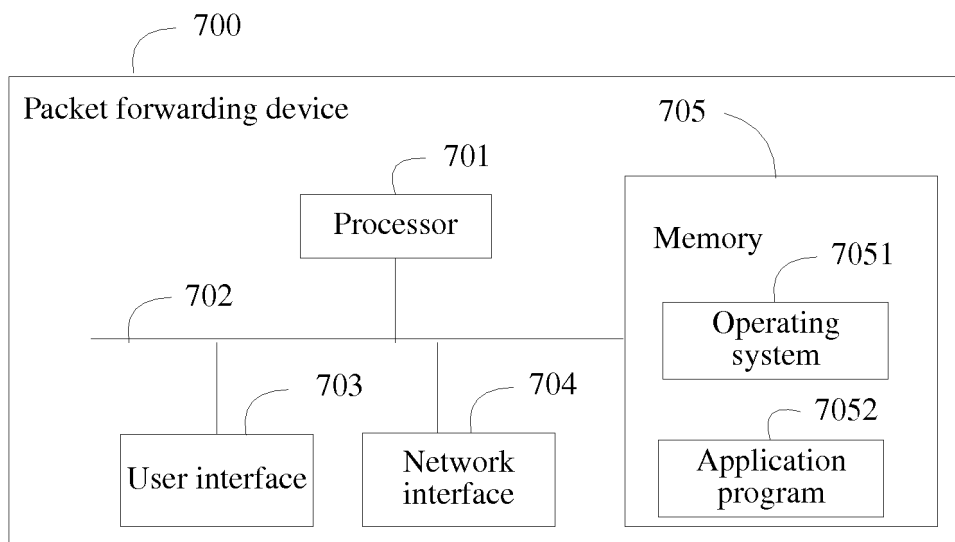 700
Packet forwarding device
705
701
Processor
Memory
7051
702
Operating
system
703
704
7052
User interface
Network
interface
Application
program